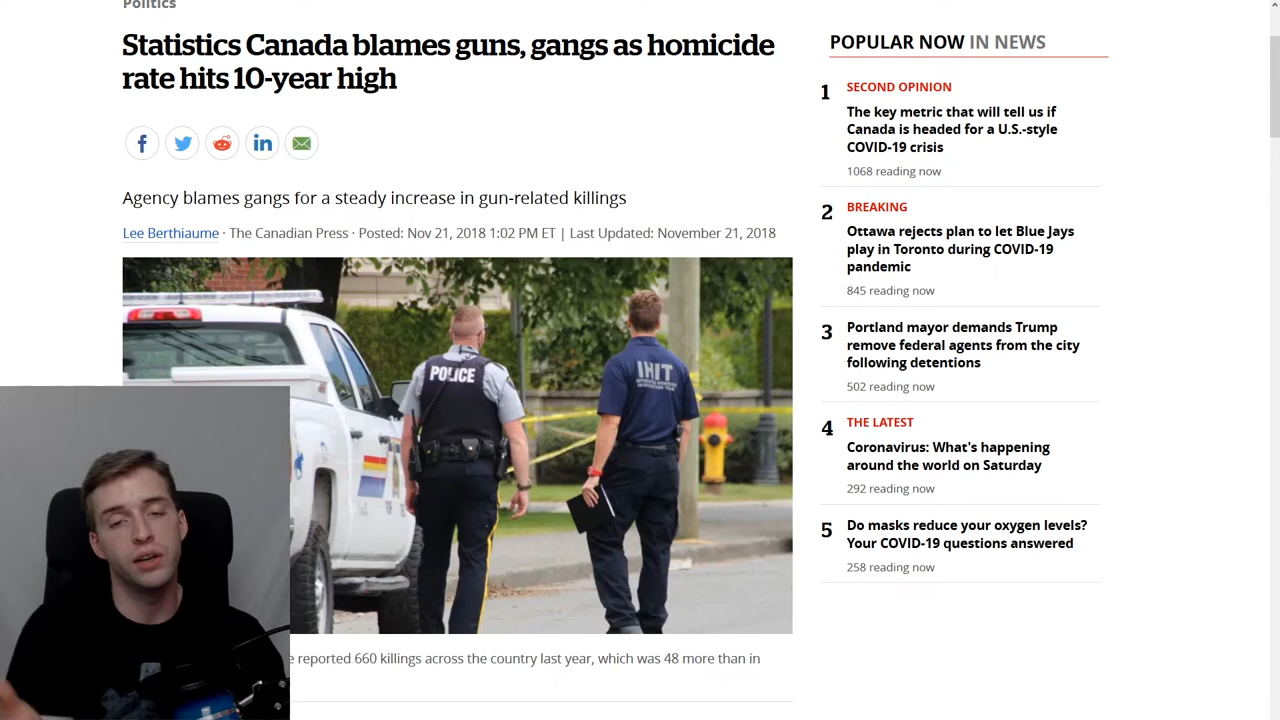 Politics
Statistics Canada blames guns, gangs as homicide
rate hits 10-year high
Agency blames gangs for a steady increase in gun-related killings
Lee Berthiaume · The Canadian Press · Posted: Nov 21, 2018 1:02 PM ET | Last Updated: November 21, 2018
POLICE
IHIT
reported 660 killings across the country last year, which was 48 more than in
POPULAR NOW IN NEWS
1
SECOND OPINION
The key metric that will tell us if
Canada is headed for a U.S.-style
COVID-19 crisis
1068 reading now
2
BREAKING
Ottawa rejects plan to let Blue Jays
play in Toronto during COVID-19
pandemic
845 reading now
3
Portland mayor demands Trump
remove federal agents from the city
following detentions
502 reading now
4
THE LATEST
Coronavirus: What's happening
around the world on Saturday
292 reading now
5
Do masks reduce your oxygen levels?
Your COVID-19 questions answered
258 reading now